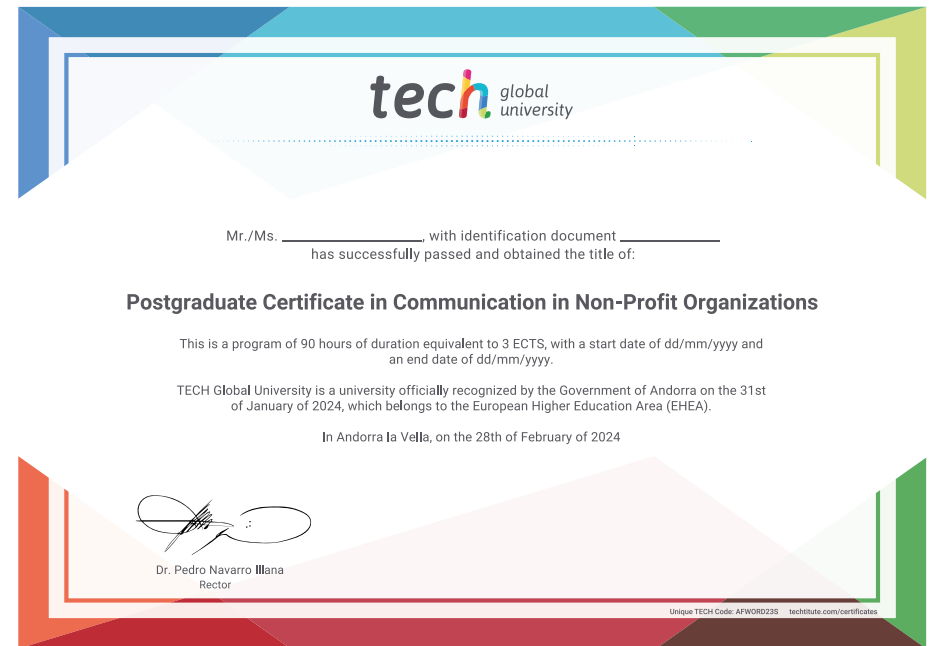 tech global university
Mr./Ms. ____________________, with identification document ______________
has successfully passed and obtained the title of:
Postgraduate Certificate in Communication in Non-Profit Organizations
This is a program of 90 hours of duration equivalent to 3 ECTS, with a start date of dd/mm/yyyy and
an end date of dd/mm/yyyy.
TECH Global University is a university officially recognized by the Government of Andorra on the 31st
of January of 2024, which belongs to the European Higher Education Area (EHEA).
In Andorra la Vella, on the 28th of February of 2024
Dr. Pedro Navarro Illana
Rector
Unique TECH Code: AFWORD23S techtitute.com/certificates